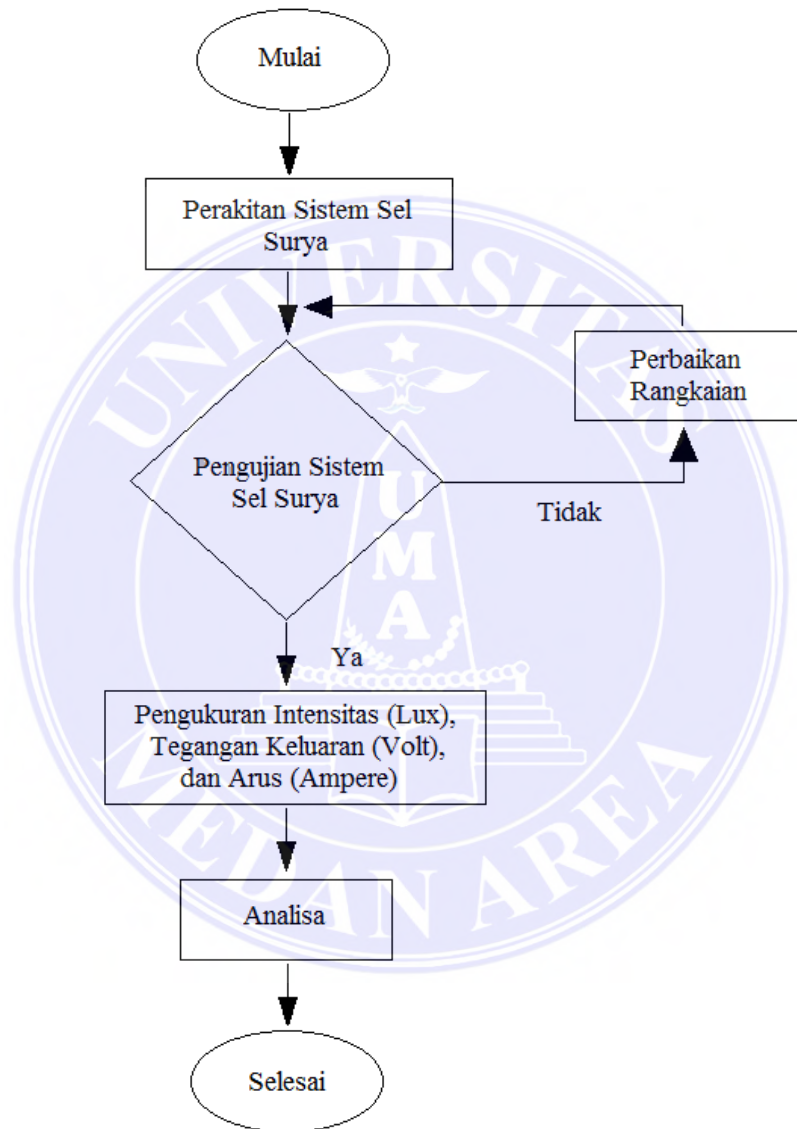 Mulai
Perakitan Sistem Sel
Surya
Perbaikan
Rangkaian
Pengujian Sistem
Sel Surya
Tidak
Ya
Pengukuran Intensitas (Lux),
Tegangan Keluaran (Volt),
dan Arus (Ampere)
Analisa
Selesai
UNIVERSITAS
MEDAN AREA
U
M
A